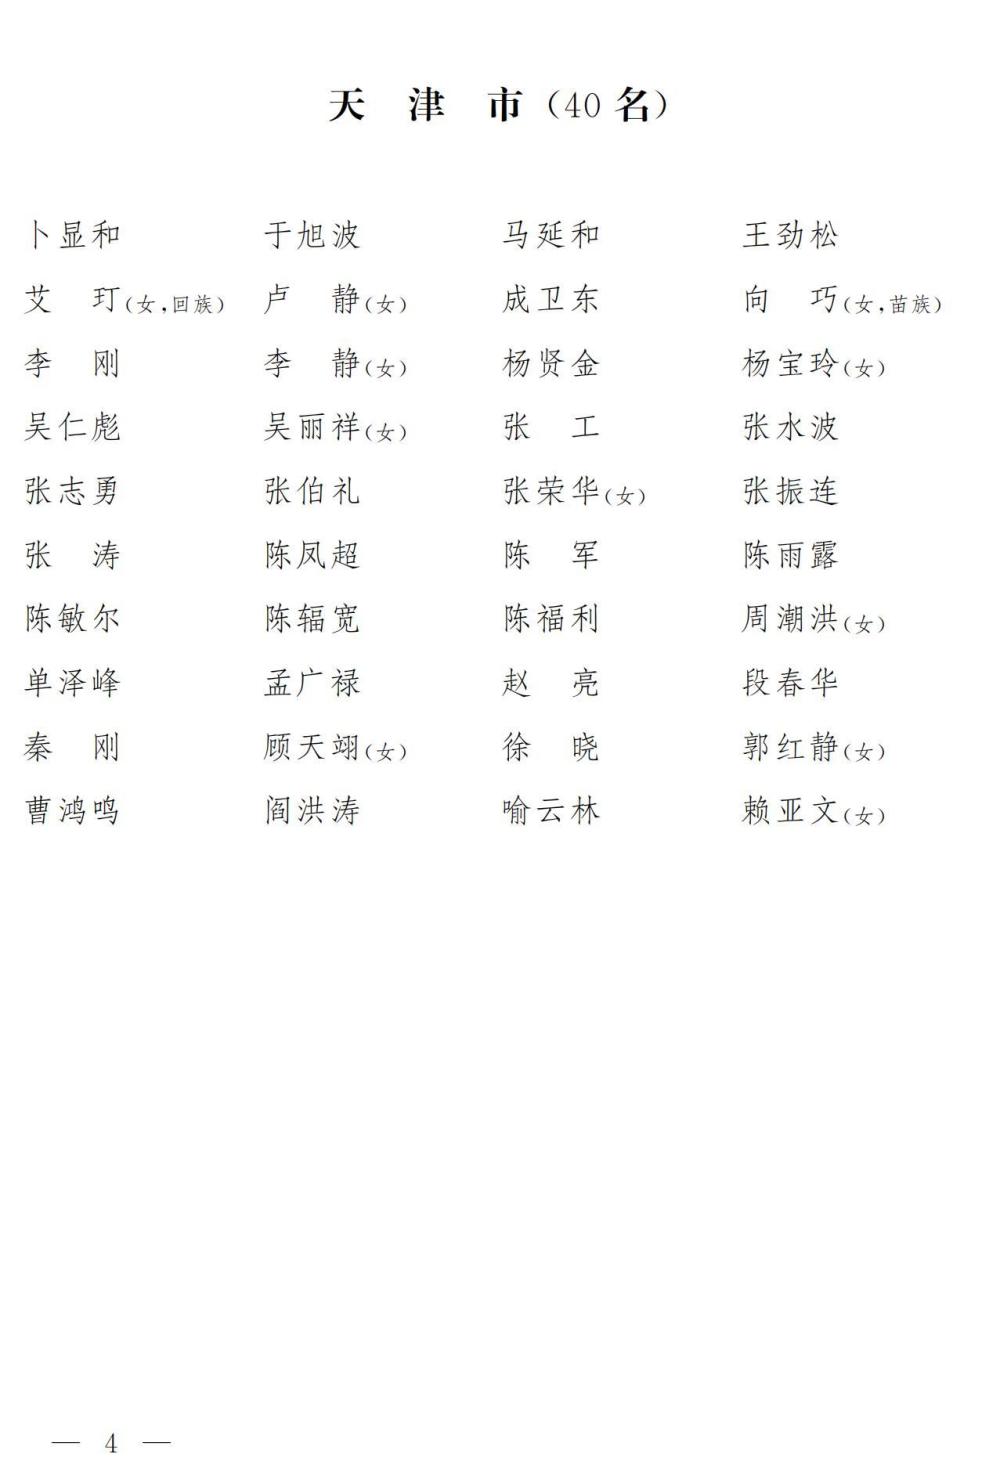 天　津　市（40 名）
卜显和　于旭波　马延和　王劲松
艾　玎（女,回族）　卢　静（女）　成卫东　向　巧（女,苗族）
李　刚　李　静（女）　杨贤金　杨宝玲（女）
吴仁彪　吴丽祥（女）　张　工　张水波
张志勇　张伯礼　张荣华（女）　张振连
张　涛　陈凤超　陈　军　陈雨露
陈敏尔　陈辐宽　陈福利　周潮洪（女）
单泽峰　孟广禄　赵　亮　段春华
秦　刚　顾天翊（女）　徐　晓　郭红静（女）
曹鸿鸣　阎洪涛　喻云林　赖亚文（女）
— 4 —